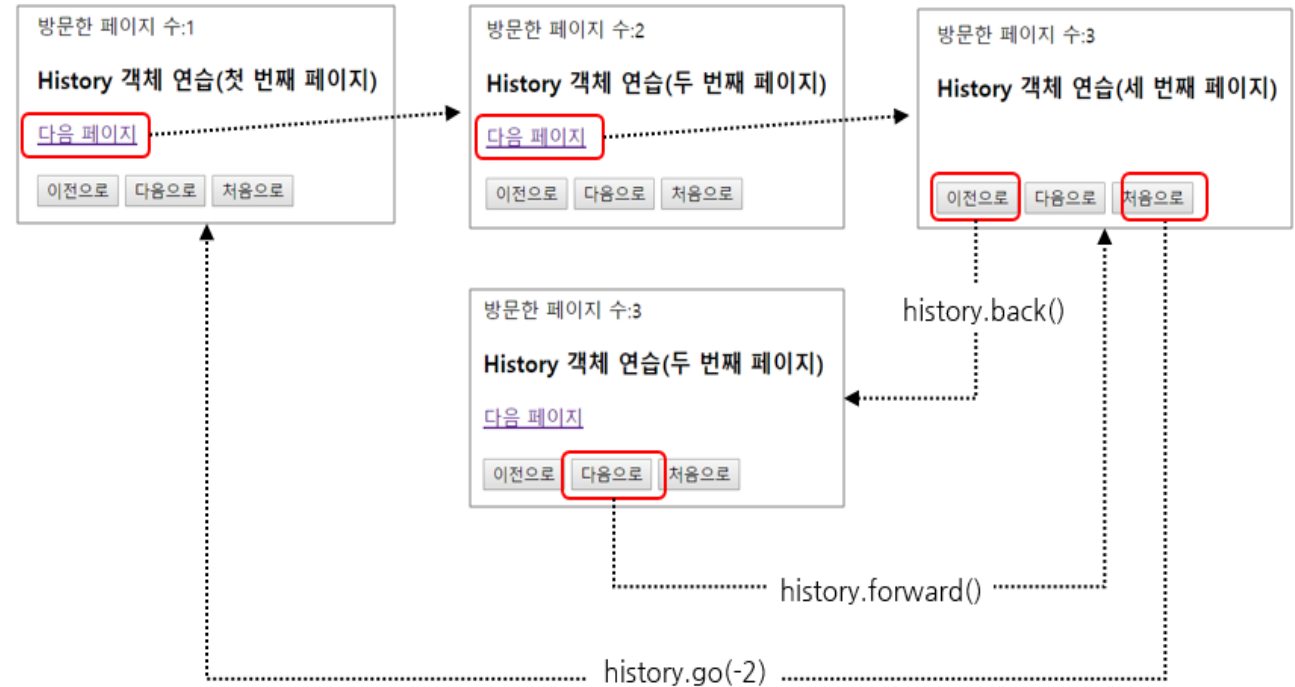 방문한 페이지 수:1
History 객체 연습(첫 번째 페이지)
다음 페이지
이전으로 다음으로 처음으로
방문한 페이지 수:2
History 객체 연습(두 번째 페이지)
다음 페이지
이전으로 다음으로 처음으로
방문한 페이지 수:3
History 객체 연습(세 번째 페이지)
이전으로 다음으로 처음으로
history.back()
방문한 페이지 수:3
History 객체 연습(두 번째 페이지)
다음 페이지
이전으로 다음으로 처음으로
history.forward()
history.go(-2)